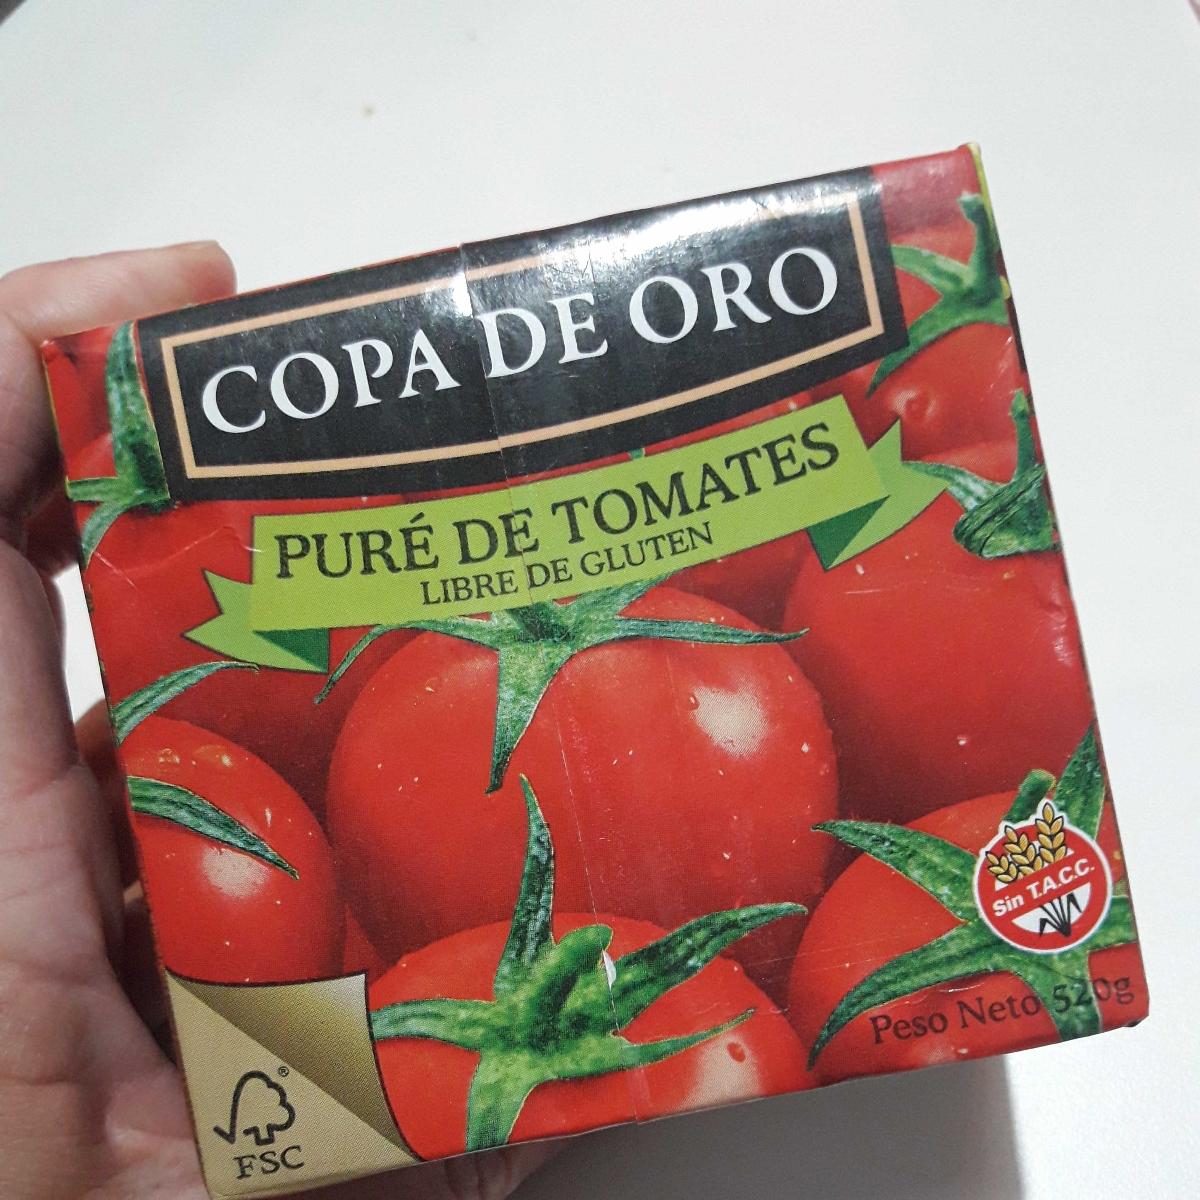 COPA DE ORO
PURÉ DE TOMATES
LIBRE DE GLUTEN
Sin T.A.C.C.
Peso Neto 520g
®
FSC